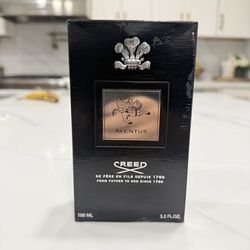 AVENTUS
CREED
DE PÈRE EN FILS DEPUIS 1760
FROM FATHER TO SON SINCE 1760
100 ML 3.3 FL.OZ.